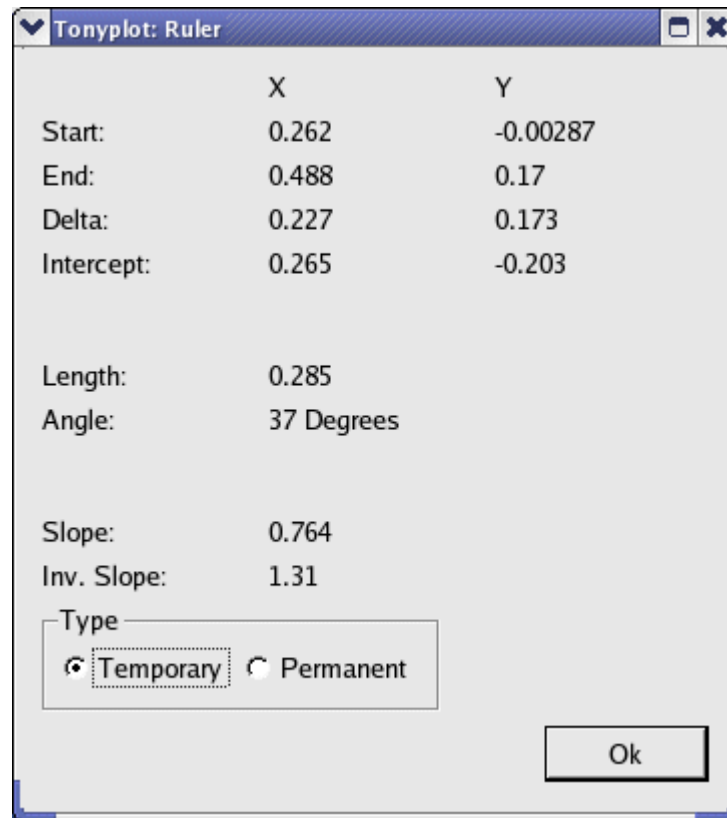 Tonyplot: Ruler
X Y
Start: 0.262 -0.00287
End: 0.488 0.17
Delta: 0.227 0.173
Intercept: 0.265 -0.203
Length: 0.285
Angle: 37 Degrees
Slope: 0.764
Inv. Slope: 1.31
Type
Temporary Permanent
Ok